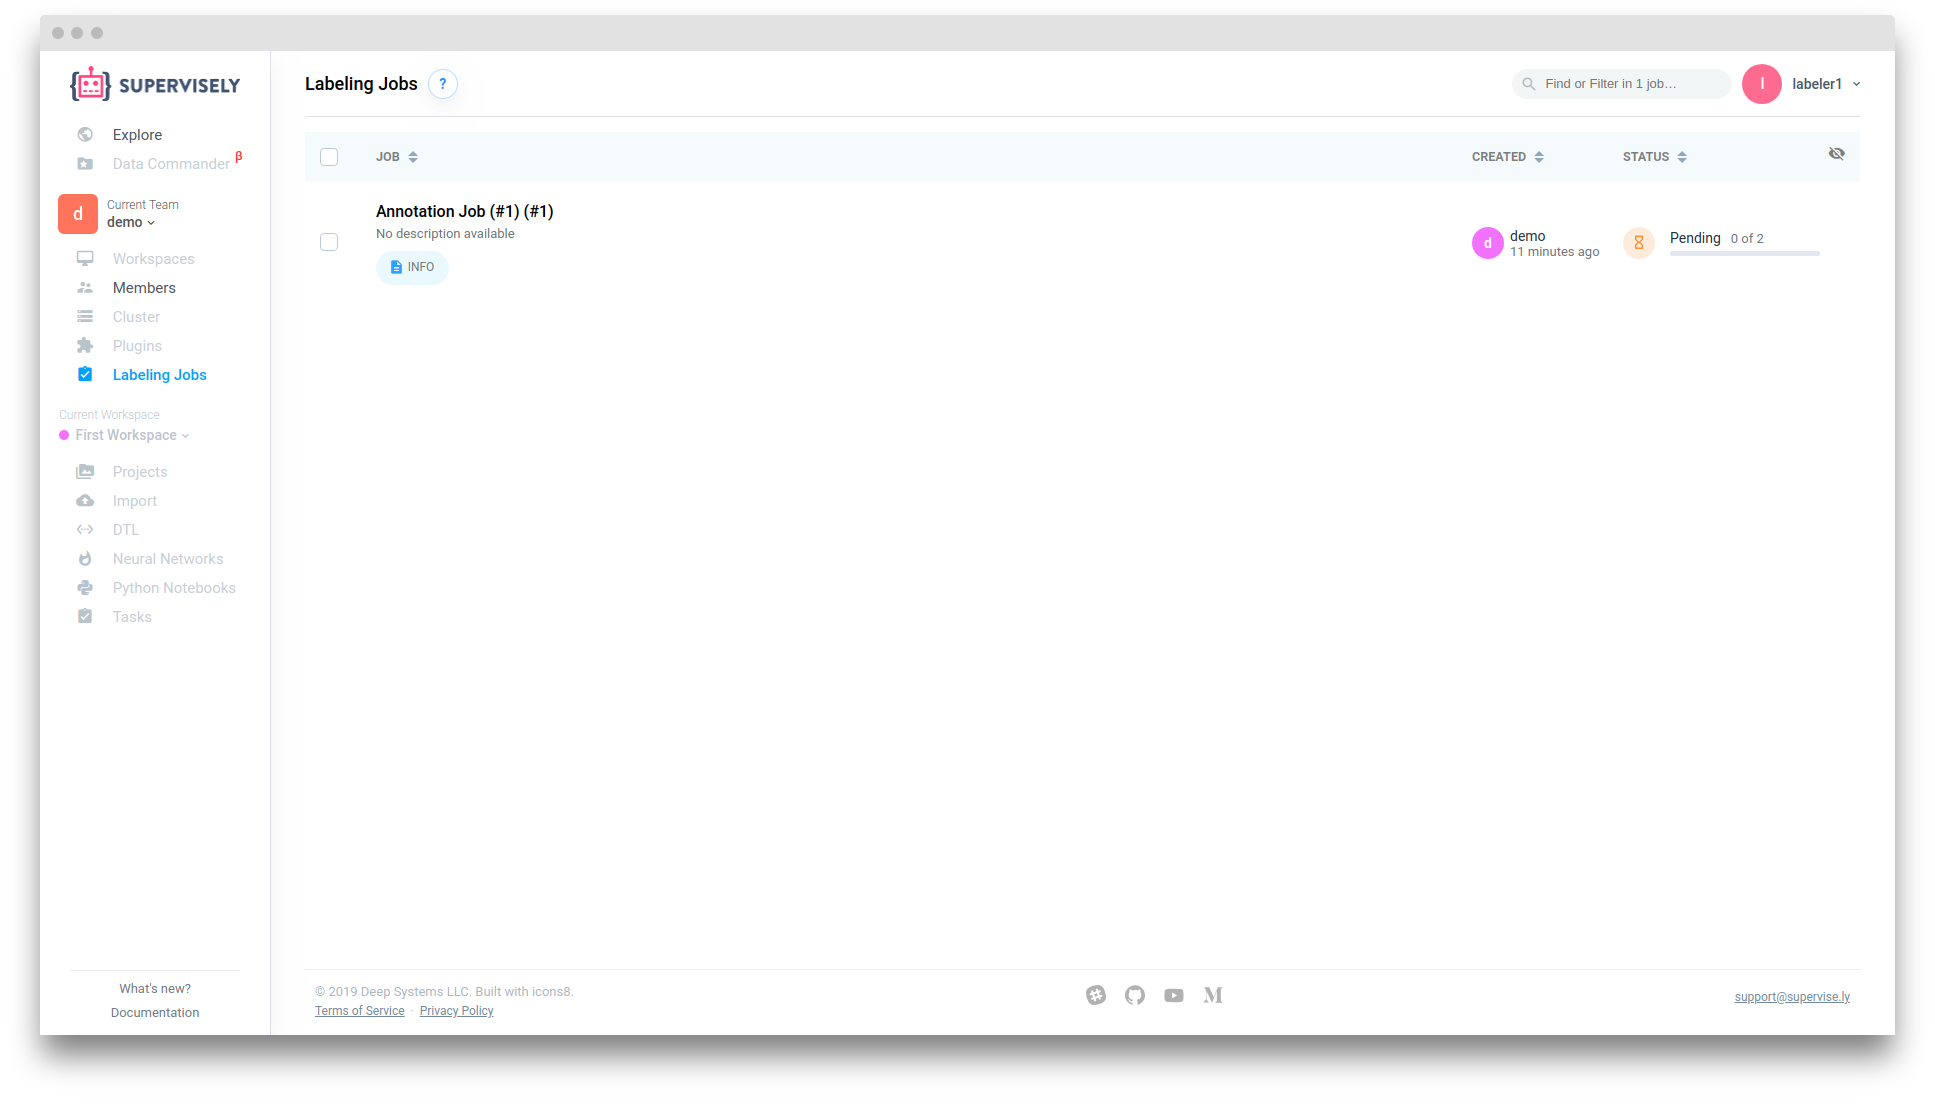 SUPERVISELY
Explore
Data Commander β
d
Current Team
demo
Workspaces
Members
Cluster
Plugins
Labeling Jobs
Current Workspace
First Workspace
Projects
Import
DTL
Neural Networks
Python Notebooks
Tasks
What's new?
Documentation
Labeling Jobs ?
Find or Filter in 1 job…
l labeler1
JOB CREATED STATUS
Annotation Job (#1) (#1)
No description available
INFO
d demo
11 minutes ago
Pending 0 of 2
© 2019 Deep Systems LLC. Built with icons8.
Terms of Service · Privacy Policy
support@supervise.ly